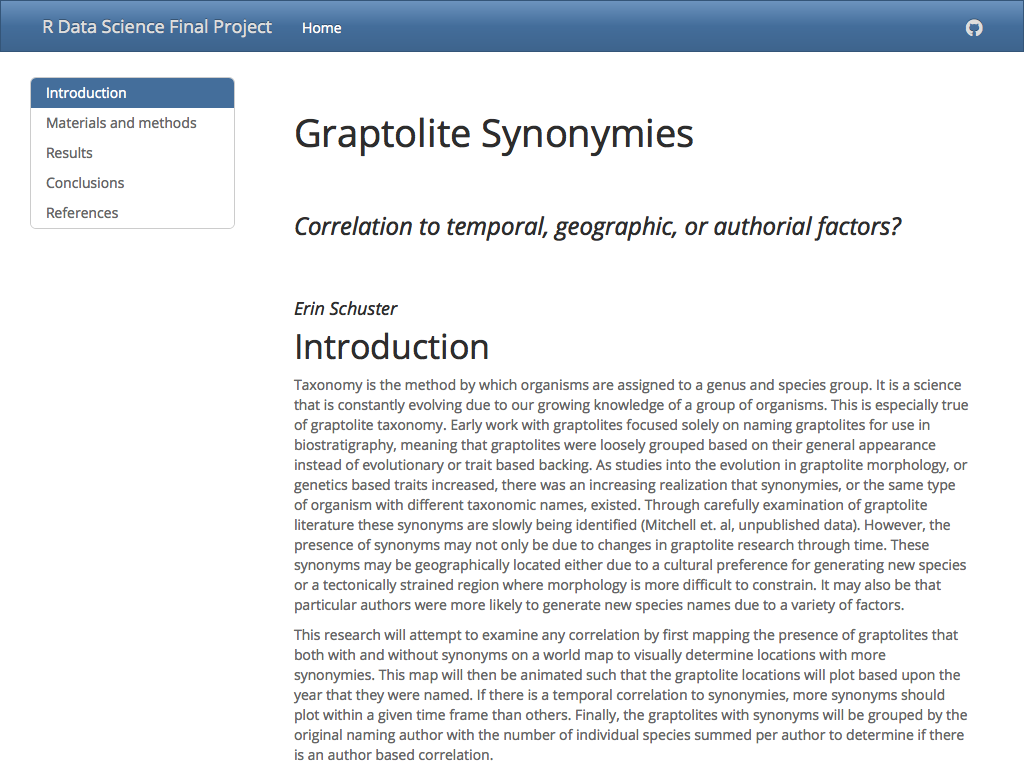 R Data Science Final Project Home
Introduction
Materials and methods
Results
Conclusions
References
Graptolite Synonymies
Correlation to temporal, geographic, or authorial factors?
Erin Schuster
Introduction
Taxonomy is the method by which organisms are assigned to a genus and species group. It is a science
that is constantly evolving due to our growing knowledge of a group of organisms. This is especially true
of graptolite taxonomy. Early work with graptolites focused solely on naming graptolites for use in
biostratigraphy, meaning that graptolites were loosely grouped based on their general appearance
instead of evolutionary or trait based backing. As studies into the evolution in graptolite morphology, or
genetics based traits increased, there was an increasing realization that synonymies, or the same type
of organism with different taxonomic names, existed. Through carefully examination of graptolite
literature these synonyms are slowly being identified (Mitchell et. al, unpublished data). However, the
presence of synonyms may not only be due to changes in graptolite research through time. These
synonyms may be geographically located either due to a cultural preference for generating new species
or a tectonically strained region where morphology is more difficult to constrain. It may also be that
particular authors were more likely to generate new species names due to a variety of factors.
This research will attempt to examine any correlation by first mapping the presence of graptolites that
both with and without synonyms on a world map to visually determine locations with more
synonymies. This map will then be animated such that the graptolite locations will plot based upon the
year that they were named. If there is a temporal correlation to synonymies, more synonyms should
plot within a given time frame than others. Finally, the graptolites with synonyms will be grouped by the
original naming author with the number of individual species summed per author to determine if there
is an author based correlation.